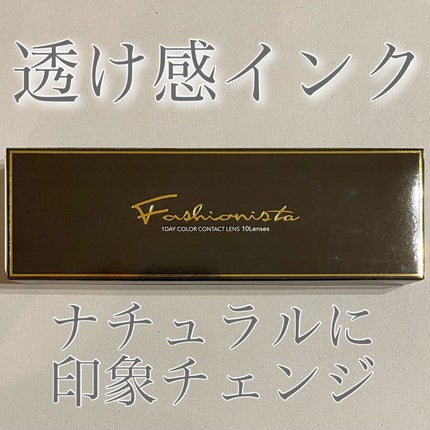 透け感インク
Fashionista
1DAY COLOR CONTACT LENS 10Lenses
ナチュラルに
印象チェンジ